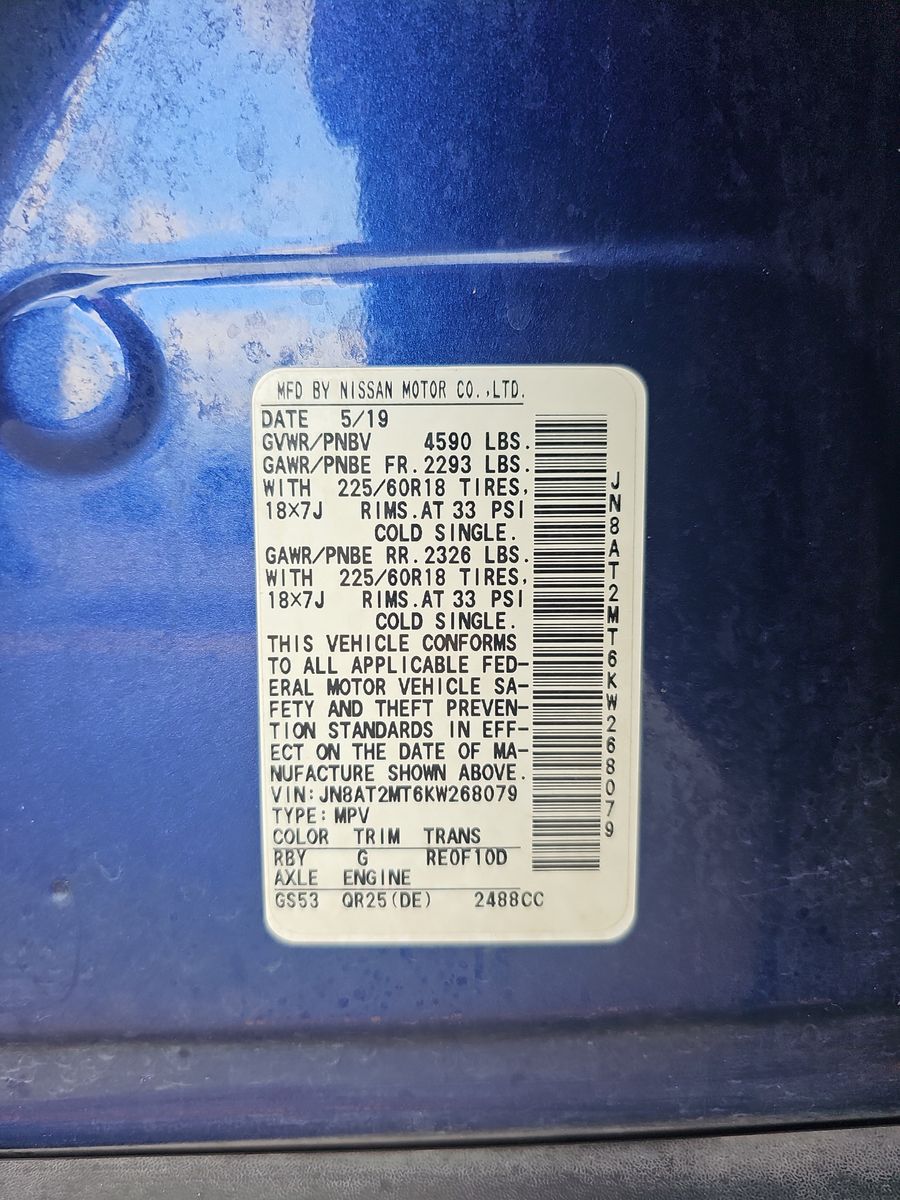 MFD BY NISSAN MOTOR CO.,LTD.
DATE 5/19
GVWR/PNBV 4590 LBS.
GAWR/PNBE FR. 2293 LBS.
WITH 225/60R18 TIRES,
18×7J RIMS.AT 33 PSI
COLD SINGLE.
GAWR/PNBE RR. 2326 LBS.
WITH 225/60R18 TIRES,
18×7J RIMS.AT 33 PSI
COLD SINGLE.
THIS VEHICLE CONFORMS
TO ALL APPLICABLE FED-
ERAL MOTOR VEHICLE SA-
FETY AND THEFT PREVEN-
TION STANDARDS IN EFF-
ECT ON THE DATE OF MA-
NUFACTURE SHOWN ABOVE.
VIN:JN8AT2MT6KW268079
TYPE: MPV
COLOR TRIM TRANS
RBY G RE0F10D
AXLE ENGINE
GS53 QR25(DE) 2488CC
JN8AT2MT6KW268079